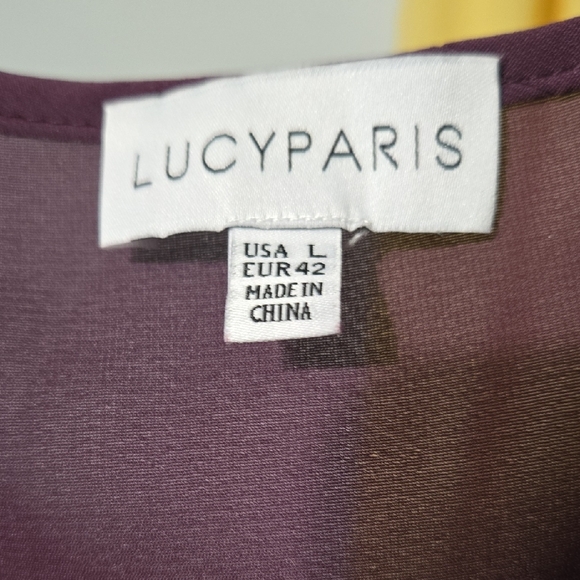 LUCYPARIS
USA L
EUR 42
MADE IN
CHINA